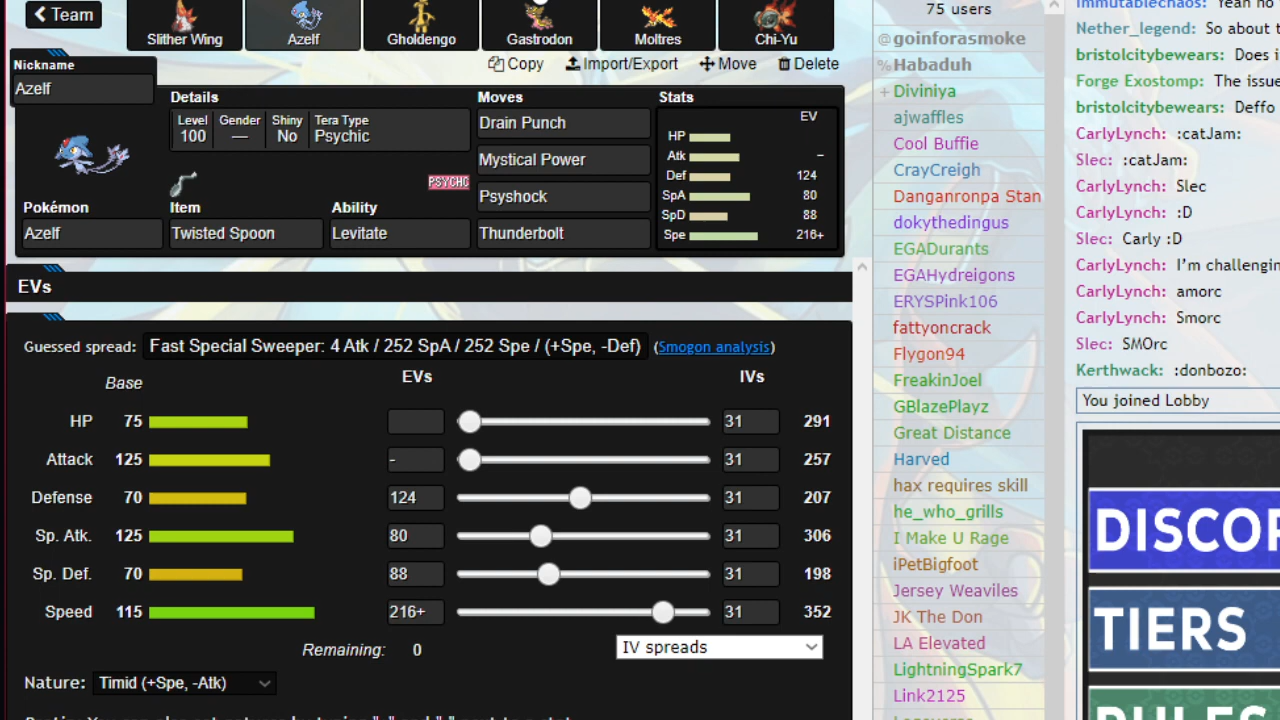 Team
Slither Wing
Azelf
Gholdengo
Gastrodon
Moltres
Chi-Yu
Copy
Import/Export
Move
Delete
Nickname
Azelf
Details
Level
100
Gender
—
Shiny
No
Tera Type
Psychic
PSYCHC
Pokémon
Azelf
Item
Twisted Spoon
Ability
Levitate
Moves
Drain Punch
Mystical Power
Psyshock
Thunderbolt
Stats
EV
HP
Atk –
Def 124
SpA 80
SpD 88
Spe 216+
EVs
Guessed spread: Fast Special Sweeper: 4 Atk / 252 SpA / 252 Spe / (+Spe, -Def) (Smogon analysis)
Base EVs IVs
HP 75 31 291
Attack 125 - 31 257
Defense 70 124 31 207
Sp. Atk. 125 80 31 306
Sp. Def. 70 88 31 198
Speed 115 216+ 31 352
Remaining: 0
IV spreads
Nature: Timid (+Spe, -Atk)
75 users
@goinforasmoke
%Habaduh
+Diviniya
ajwaffles
Cool Buffie
CrayCreigh
Danganronpa Stan
dokythedingus
EGADurants
EGAHydreigons
ERYSPink106
fattyoncrack
Flygon94
FreakinJoel
GBlazePlayz
Great Distance
Harved
hax requires skill
he_who_grills
I Make U Rage
iPetBigfoot
Jersey Weaviles
JK The Don
LA Elevated
LightningSpark7
Link2125
Immutablechaos: Yeah no
Nether_legend: So about t
bristolcitybewears: Does i
Forge Exostomp: The issue
bristolcitybewears: Deffo
CarlyLynch: :catJam:
Slec: :catJam:
CarlyLynch: Slec
CarlyLynch: :D
Slec: Carly :D
CarlyLynch: I'm challengin
CarlyLynch: amorc
CarlyLynch: Smorc
Slec: SMOrc
Kerthwack: :donbozo:
You joined Lobby
DISCOR
TIERS